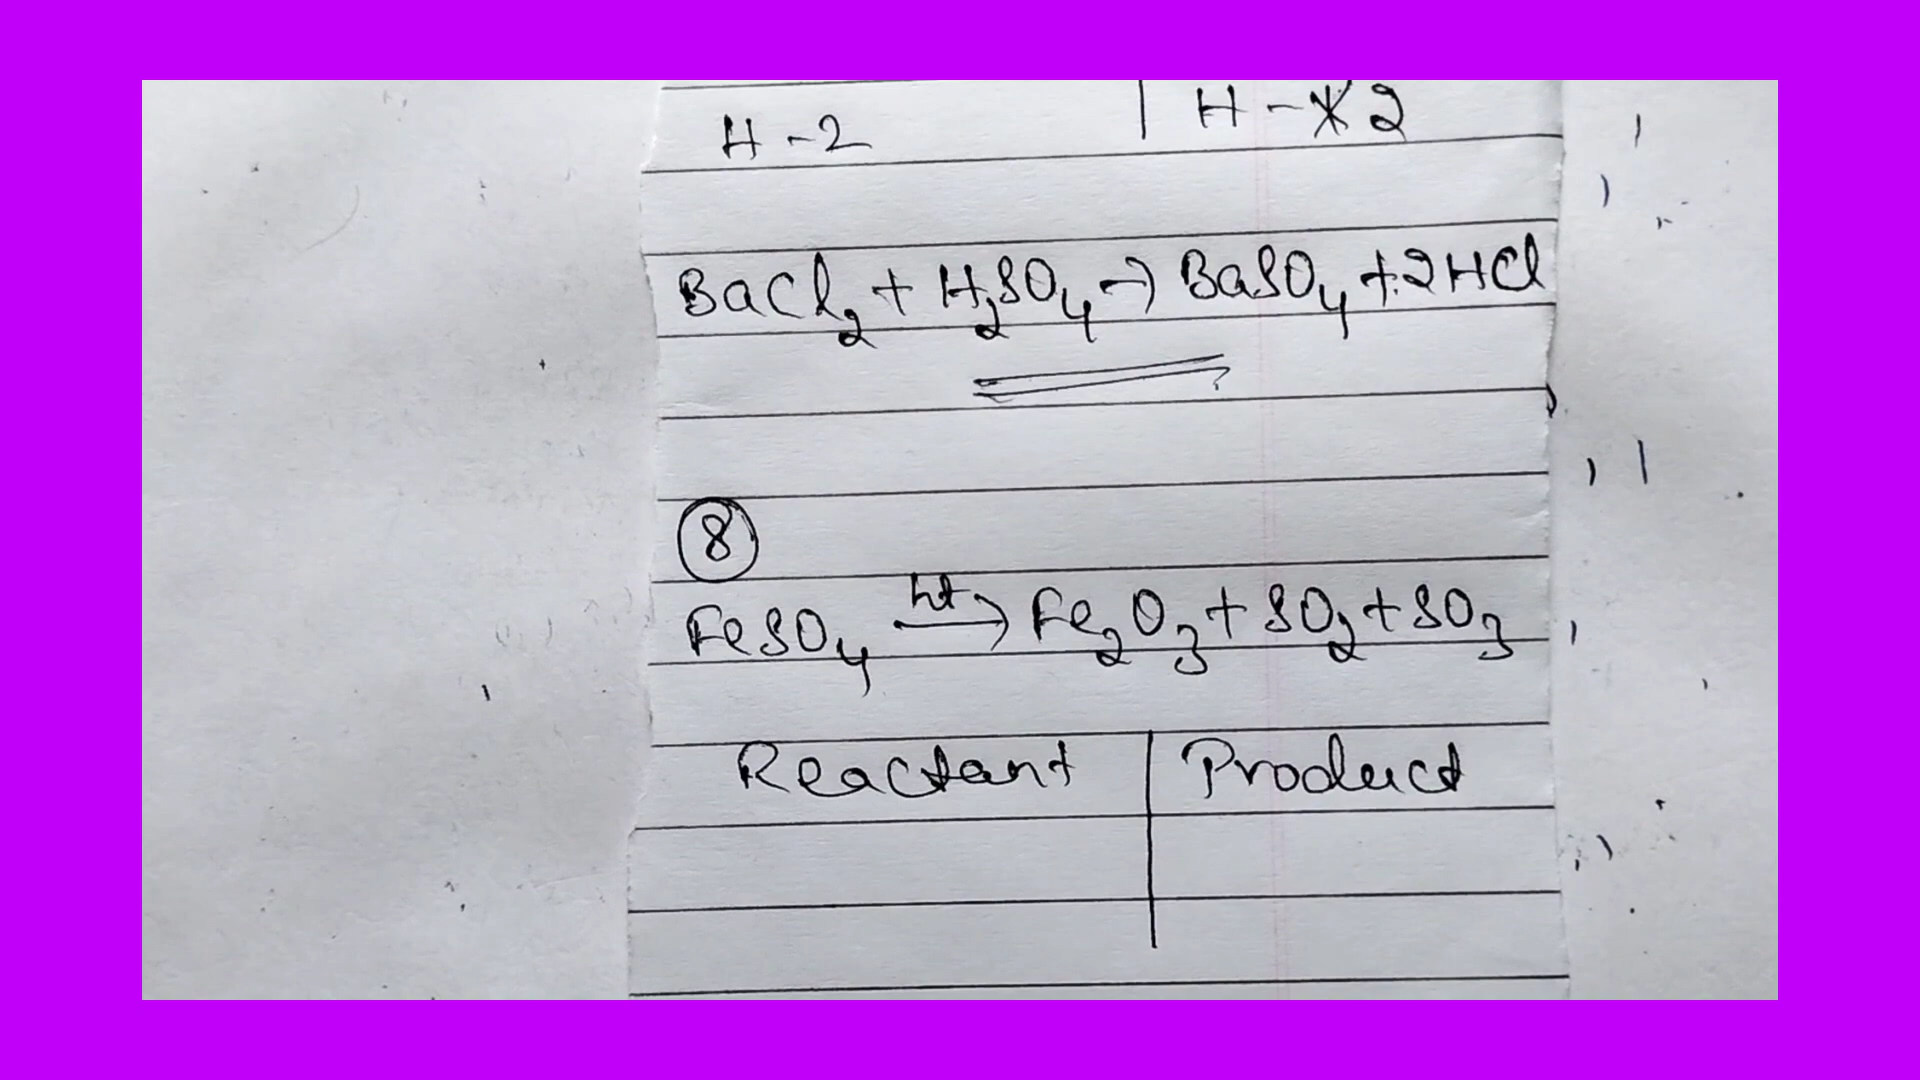 H - 2 | H - 2
BaCl₂ + H₂SO₄ → BaSO₄ + 2HCl
8
FeSO₄ ht→ Fe₂O₃ + SO₂ + SO₃
Reactant | Product